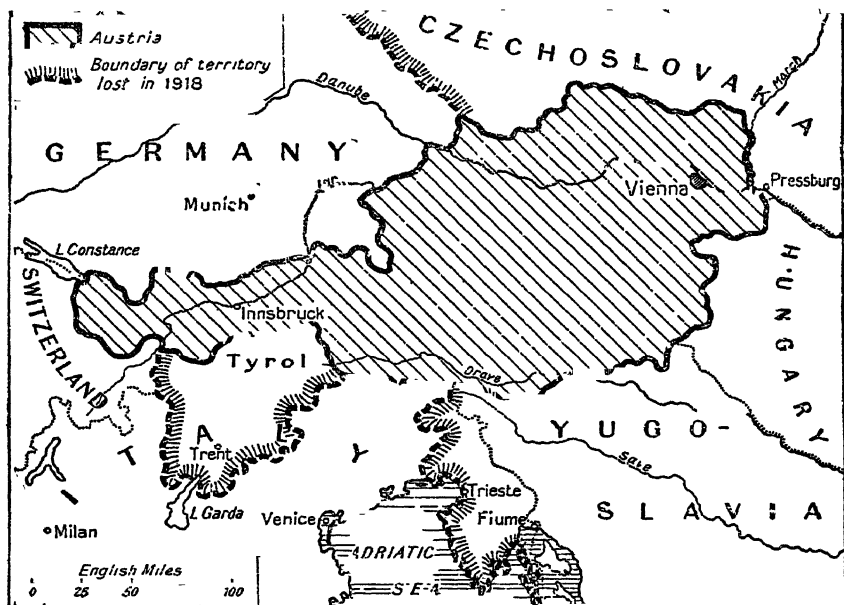 Austria
Boundary of territory
lost in 1918
CZECHOSLOVAKIA
March
Danube
GERMANY
Munich
Vienna
Pressburg
L Constance
SWITZERLAND
Innsbruck
HUNGARY
Tyrol
Drave
ITALY
Trent
YUGO-
SLAVIA
Save
L Garda
Trieste
Venice
Fiume
Milan
ADRIATIC
SEA
English Miles
0 25 50 100